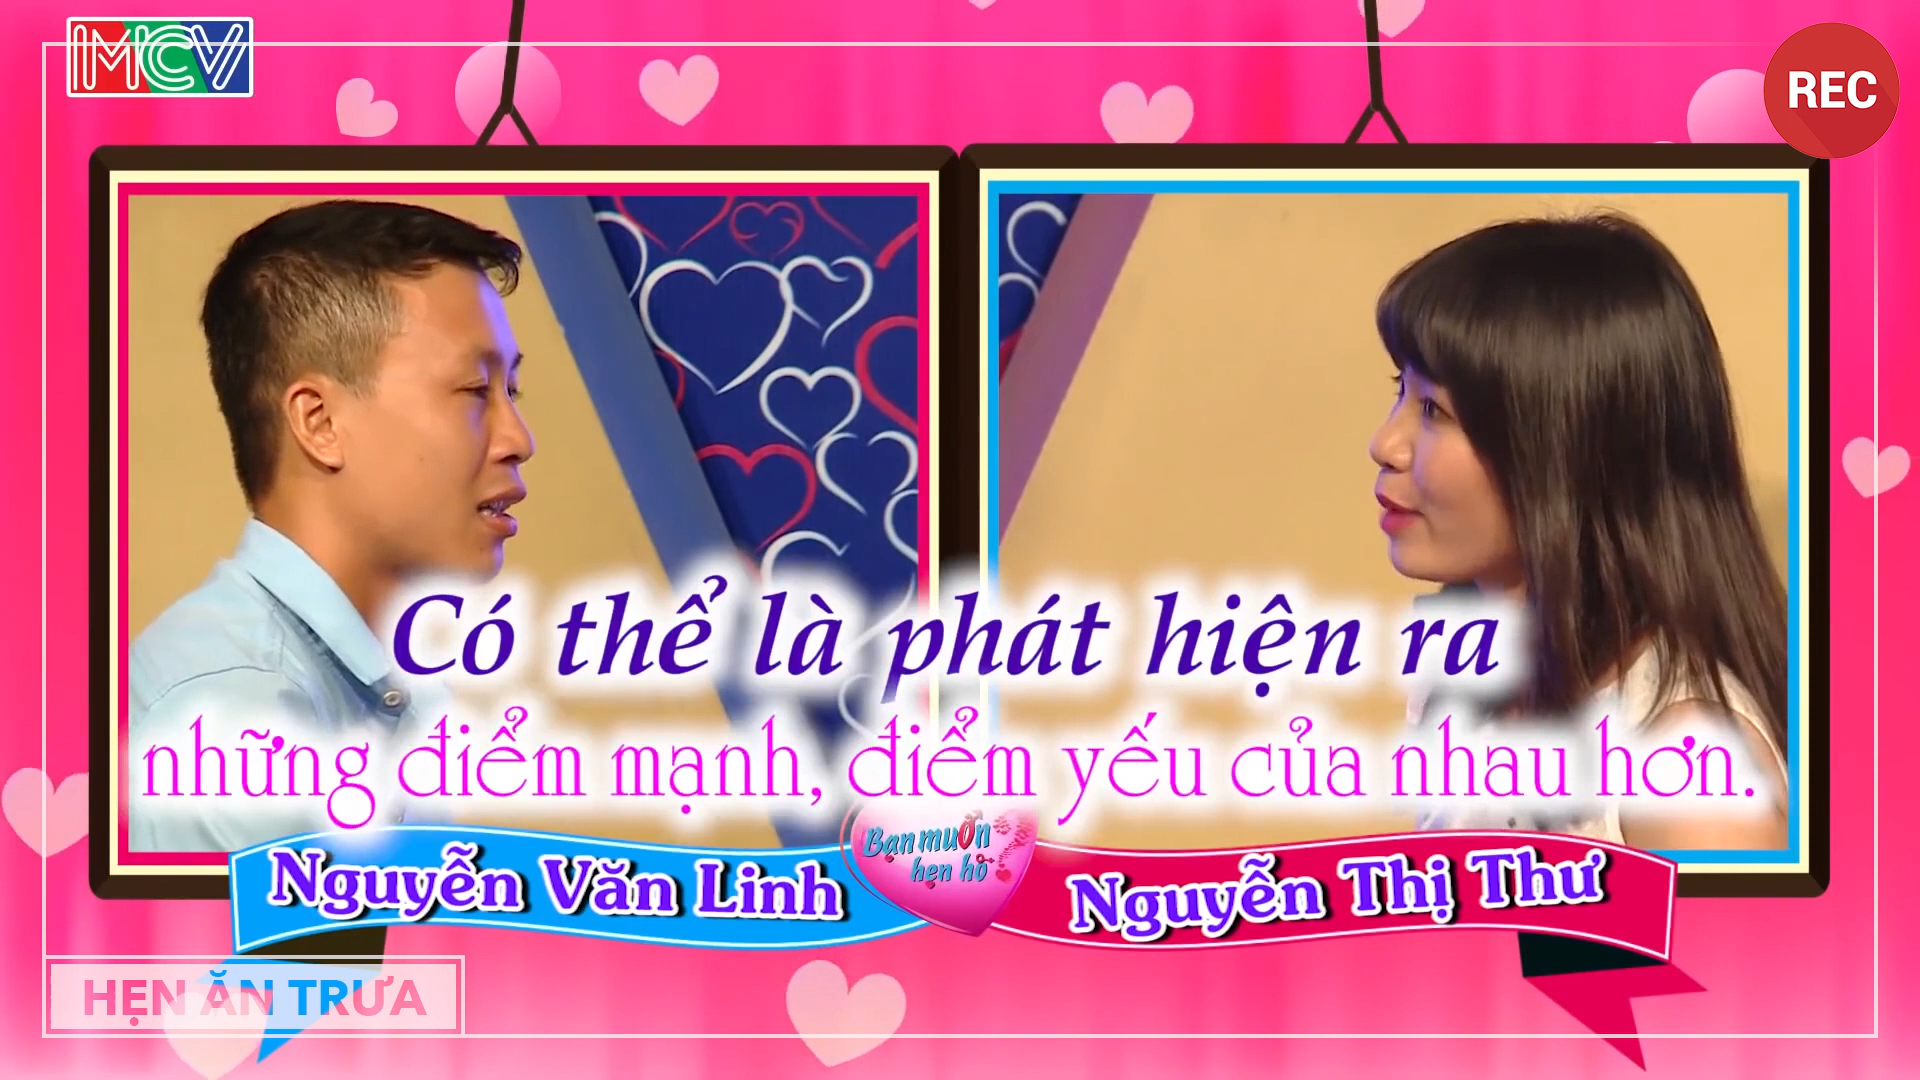 MCV
REC
Có thể là phát hiện ra
những điểm mạnh, điểm yếu của nhau hơn.
Bạn muốn
hẹn hò
Nguyễn Văn Linh
Nguyễn Thị Thư
HẸN ĂN TRƯA